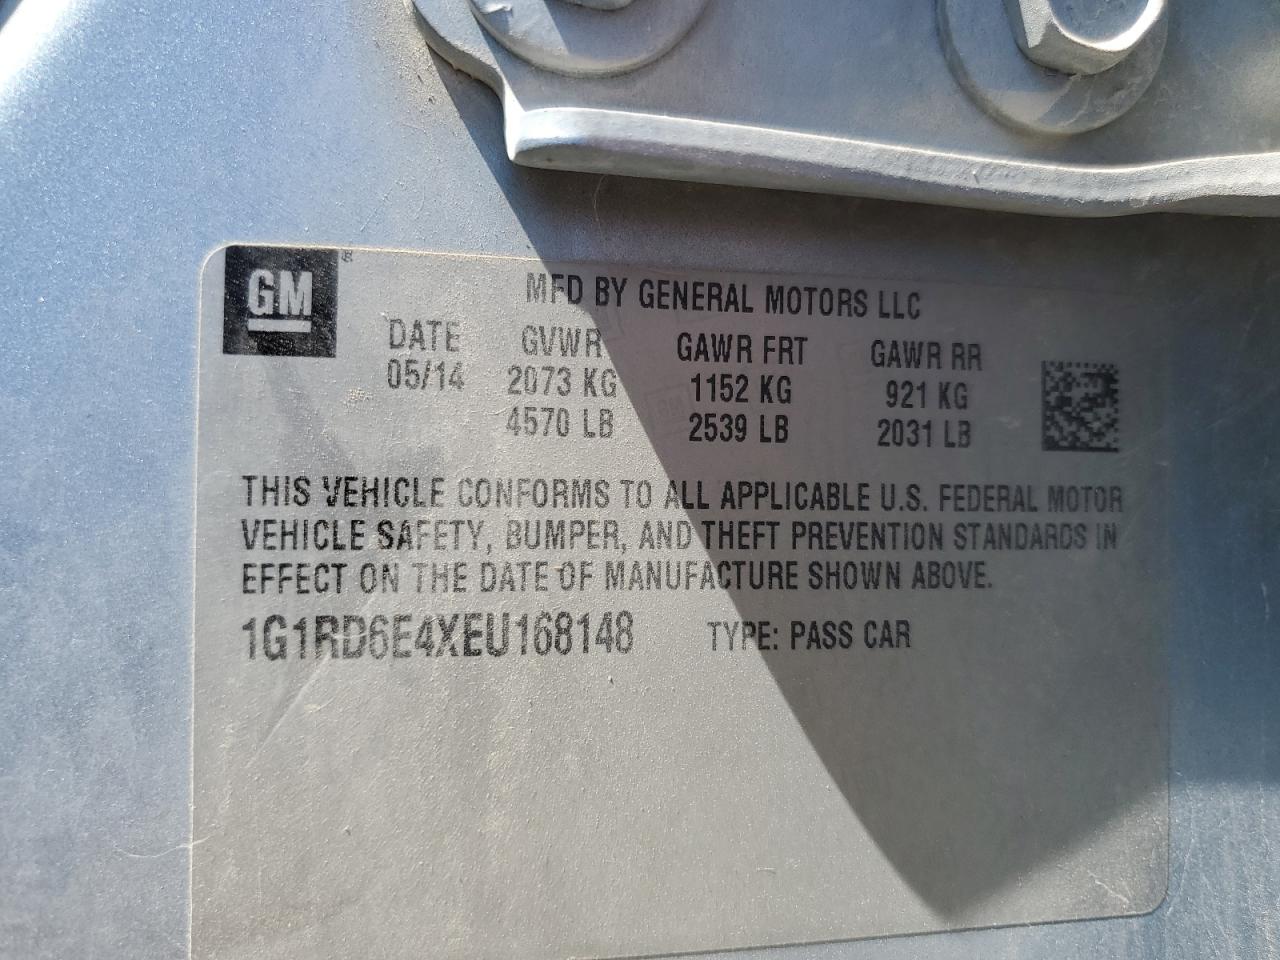 GM®
MFD BY GENERAL MOTORS LLC
DATE GVWR GAWR FRT GAWR RR
05/14 2073 KG 1152 KG 921 KG
4570 LB 2539 LB 2031 LB
THIS VEHICLE CONFORMS TO ALL APPLICABLE U.S. FEDERAL MOTOR
VEHICLE SAFETY, BUMPER, AND THEFT PREVENTION STANDARDS IN
EFFECT ON THE DATE OF MANUFACTURE SHOWN ABOVE.
1G1RD6E4XEU168148 TYPE: PASS CAR